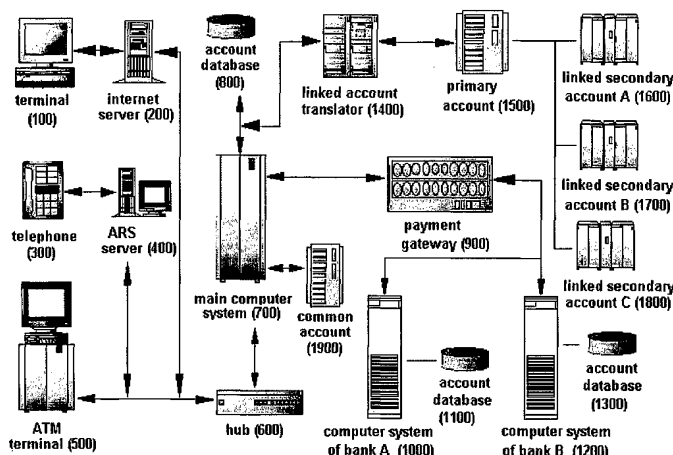 terminal
(100)
internet
server (200)
account
database
(800)
linked account
translator (1400)
primary
account (1500)
linked secondary
account A (1600)
telephone
(300)
ARS
server (400)
linked secondary
account B (1700)
payment
gateway (900)
linked secondary
account C (1800)
main computer
system (700)
common
account
(1900)
ATM
terminal (500)
hub (600)
account
database
(1100)
account
database
(1300)
computer system
of bank A (1000)
computer system
of bank B (1200)